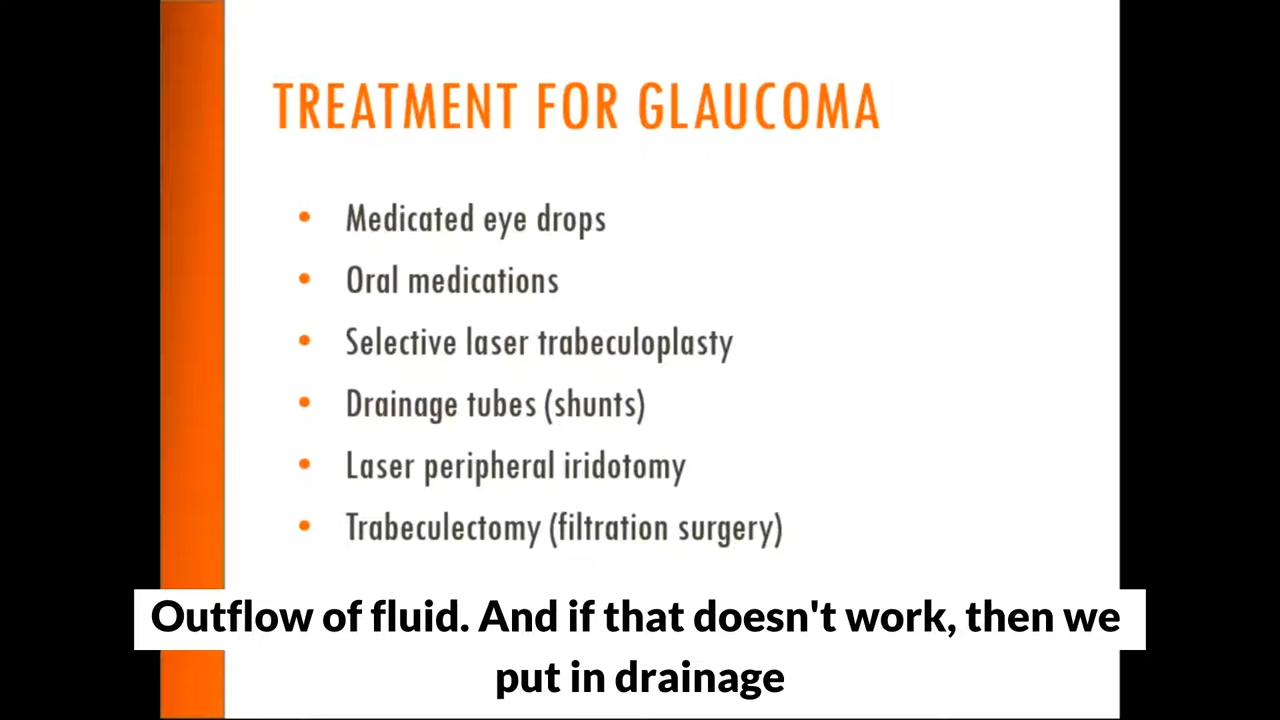 TREATMENT FOR GLAUCOMA
• Medicated eye drops
• Oral medications
• Selective laser trabeculoplasty
• Drainage tubes (shunts)
• Laser peripheral iridotomy
• Trabeculectomy (filtration surgery)
Outflow of fluid. And if that doesn't work, then we
put in drainage